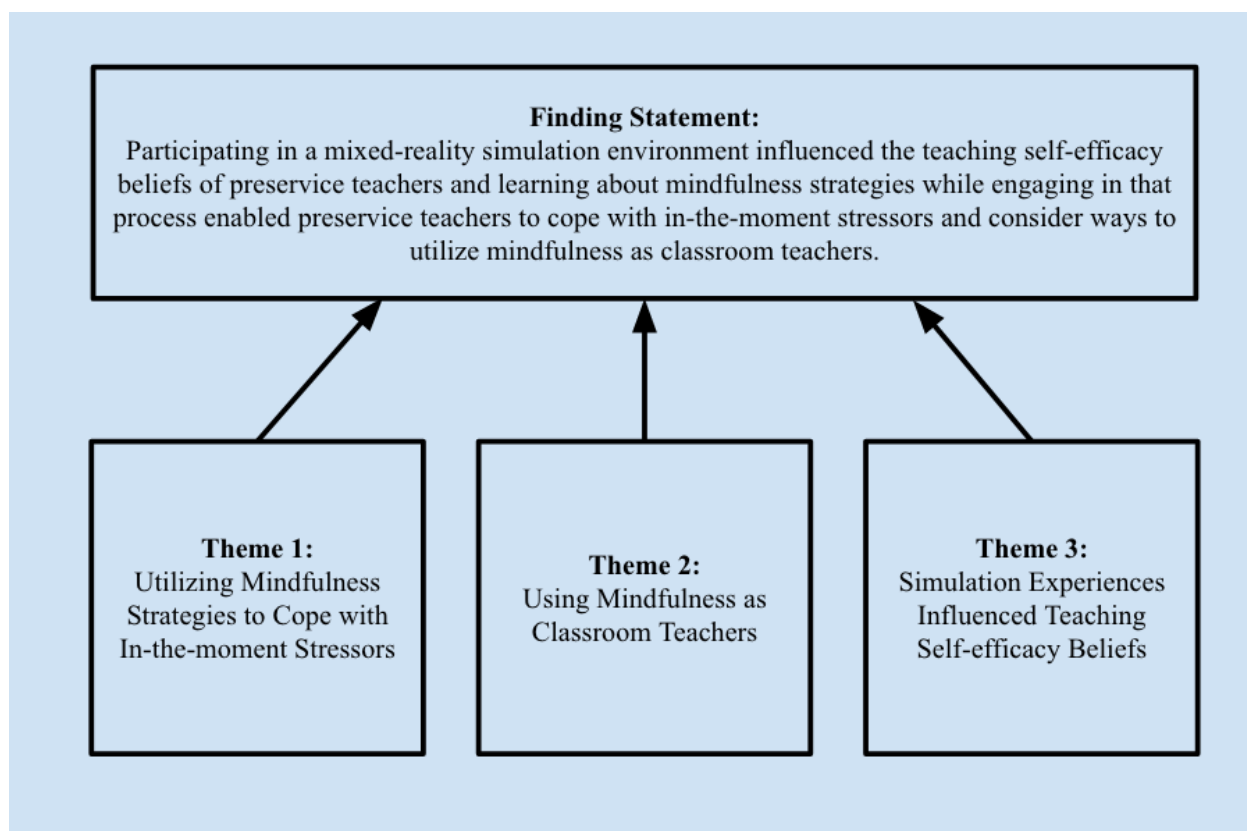 Finding Statement:
Participating in a mixed-reality simulation environment influenced the teaching self-efficacy
beliefs of preservice teachers and learning about mindfulness strategies while engaging in that
process enabled preservice teachers to cope with in-the-moment stressors and consider ways to
utilize mindfulness as classroom teachers.
Theme 1:
Utilizing Mindfulness
Strategies to Cope with
In-the-moment Stressors
Theme 2:
Using Mindfulness as
Classroom Teachers
Theme 3:
Simulation Experiences
Influenced Teaching
Self-efficacy Beliefs